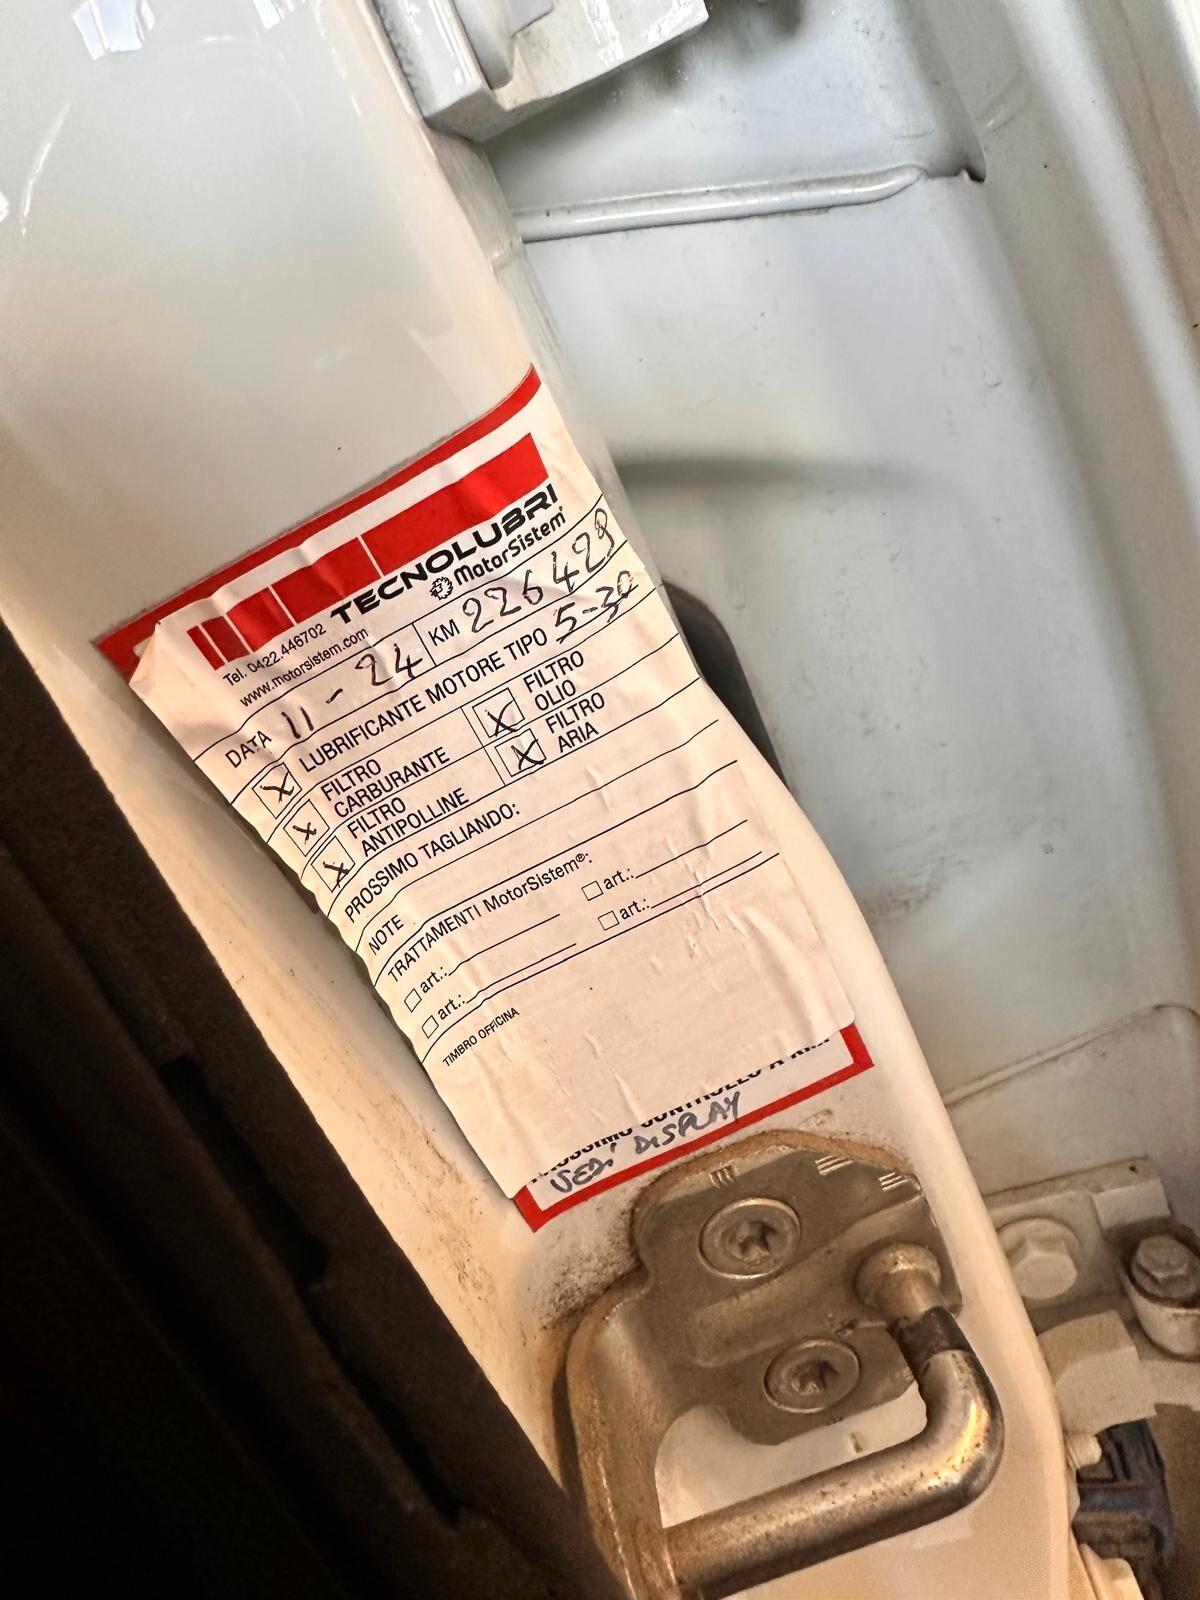 TECNOLUBRI
MotorSistem®
Tel. 0422.446702
www.motorsistem.com
DATA 11-24 KM 226429
LUBRIFICANTE MOTORE TIPO 5-30
FILTRO CARBURANTE FILTRO OLIO
FILTRO ANTIPOLLINE FILTRO ARIA
PROSSIMO TAGLIANDO:
NOTE
TRATTAMENTI MotorSistem®:
art.: art.:
art.: art.:
TIMBRO OFFICINA
VEDI DISPLAY